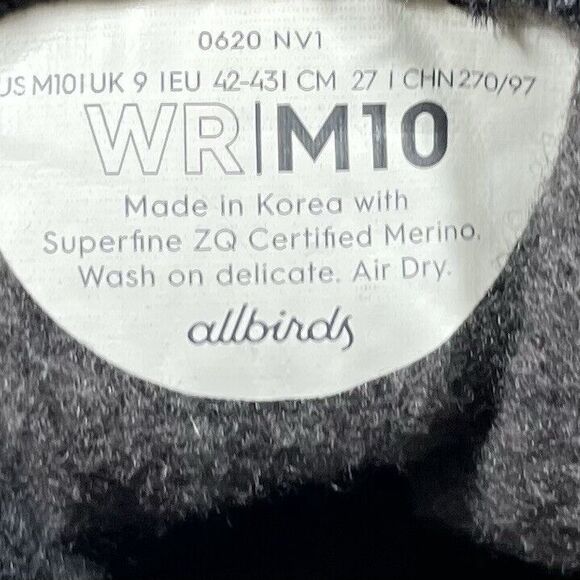 0620 NV1
US M10 | UK 9 | EU 42-43 | CM 27 | CHN 270/97
WR|M10
Made in Korea with
Superfine ZQ Certified Merino.
Wash on delicate. Air Dry.
allbirds